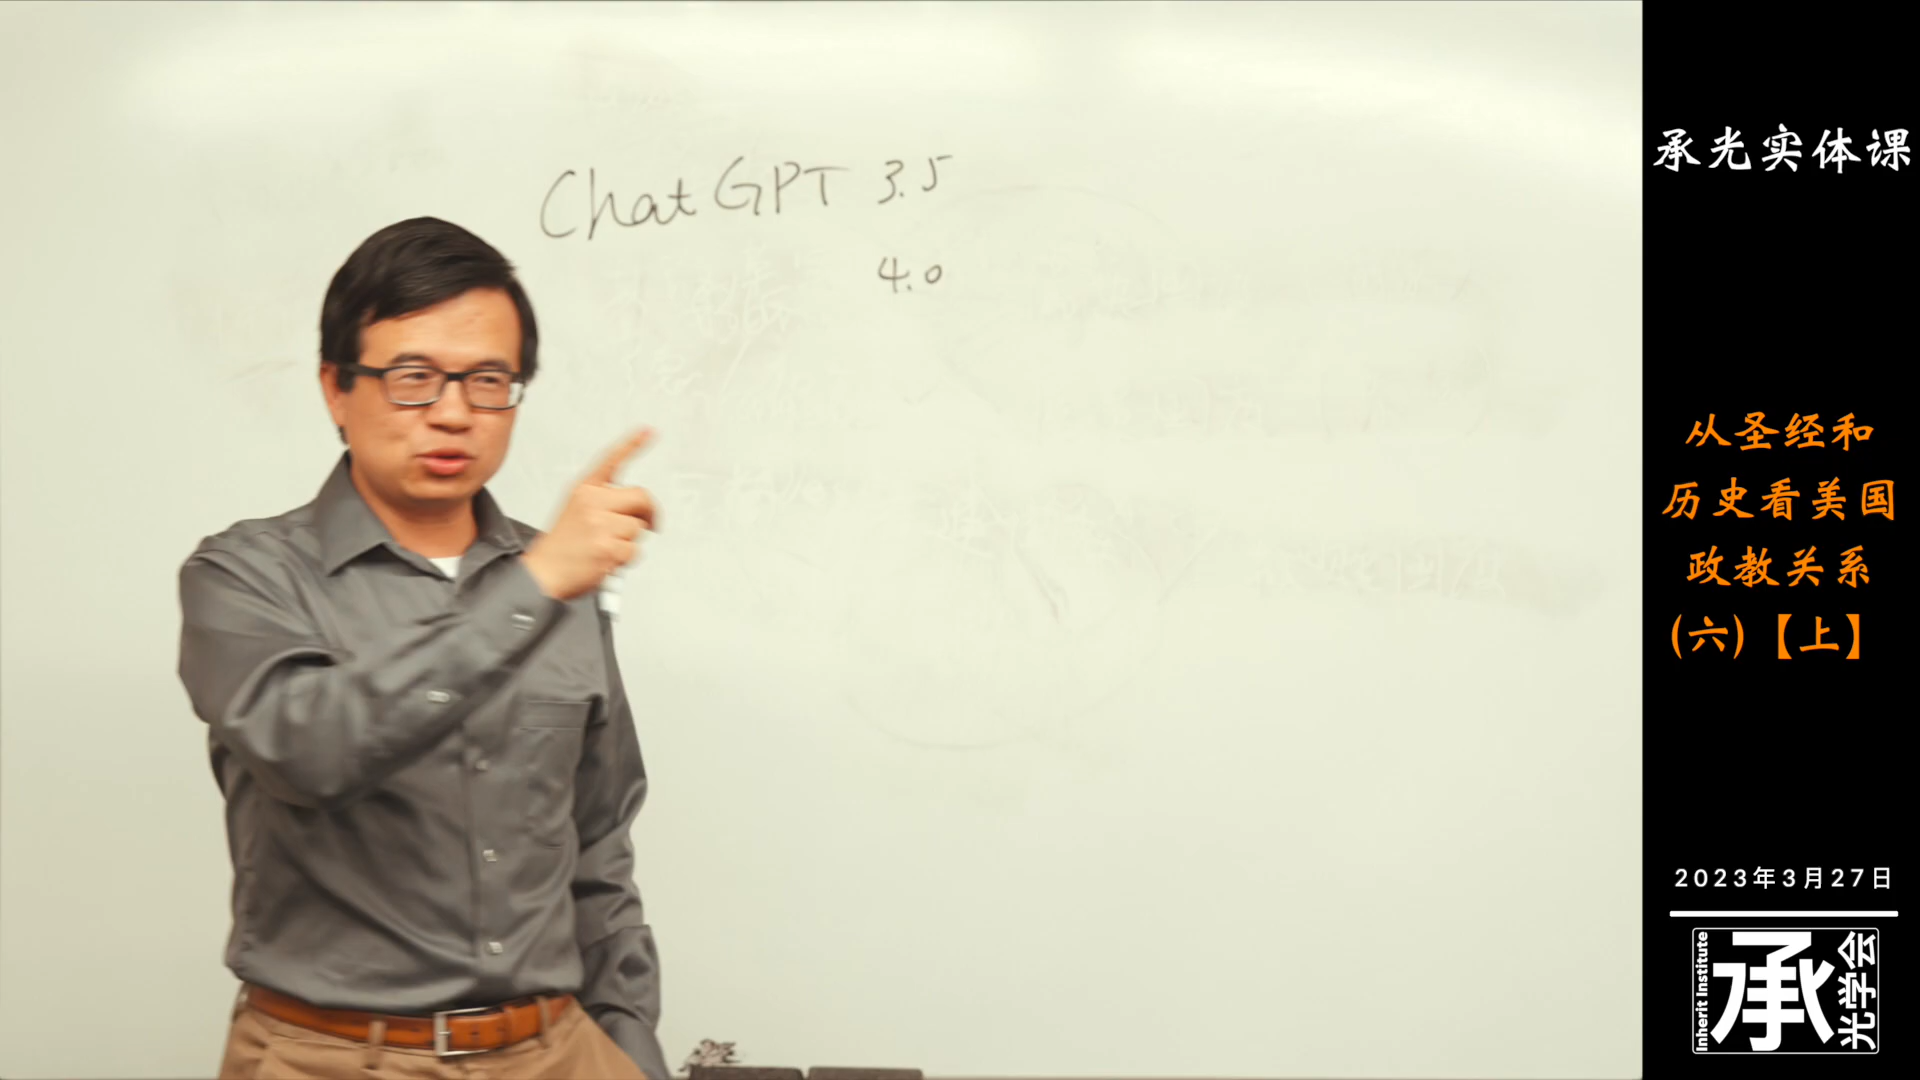 ChatGPT 3.5
4.0
承光实体课
从圣经和
历史看美国
政教关系
(六)【上】
2023年3月27日
Inherit Institute
承
光学会